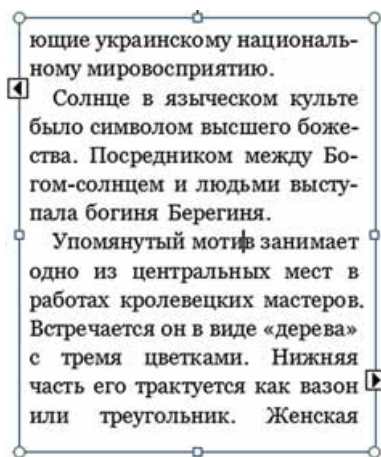 ющие украинскому националь-
ному мировосприятию.
Солнце в языческом культе
было символом высшего боже-
ства. Посредником между Бо-
гом-солнцем и людьми высту-
пала богиня Берегиня.
Упомянутый мотив занимает
одно из центральных мест в
работах кролевецких мастеров.
Встречается он в виде «дерева»
с тремя цветками. Нижняя
часть его трактуется как вазон
или треугольник. Женская